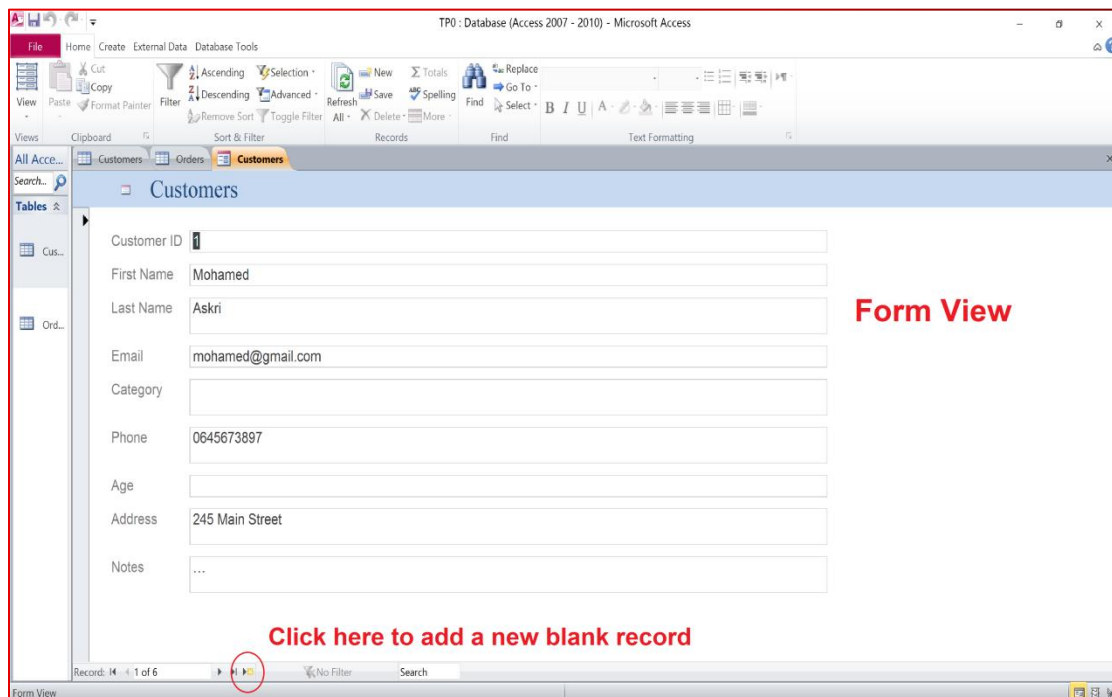 TP0 : Database (Access 2007 - 2010) - Microsoft Access
File Home Create External Data Database Tools
View
Paste
Cut
Copy
Format Painter
Filter
Ascending
Descending
Remove Sort
Selection
Advanced
Toggle Filter
Refresh All
New
Save
Delete
Totals
Spelling
More
Find
Replace
Go To
Select
B I U A
Views Clipboard Sort & Filter Records Find Text Formatting
All Acce... Customers Orders Customers
Search...
Tables
Cus...
Ord...
Customers
Customer ID 1
First Name Mohamed
Last Name Askri
Form View
Email mohamed@gmail.com
Category
Phone 0645673897
Age
Address 245 Main Street
Notes ...
Click here to add a new blank record
Record: 1 of 6 No Filter Search
Form View